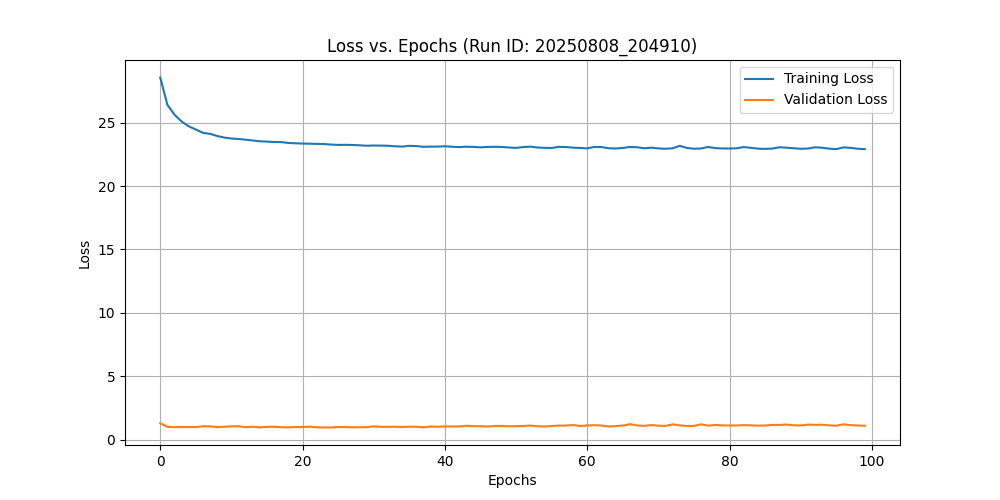 Loss vs. Epochs (Run ID: 20250808_204910)
Training Loss
Validation Loss
Loss
25
20
15
10
5
0
0 20 40 60 80 100
Epochs